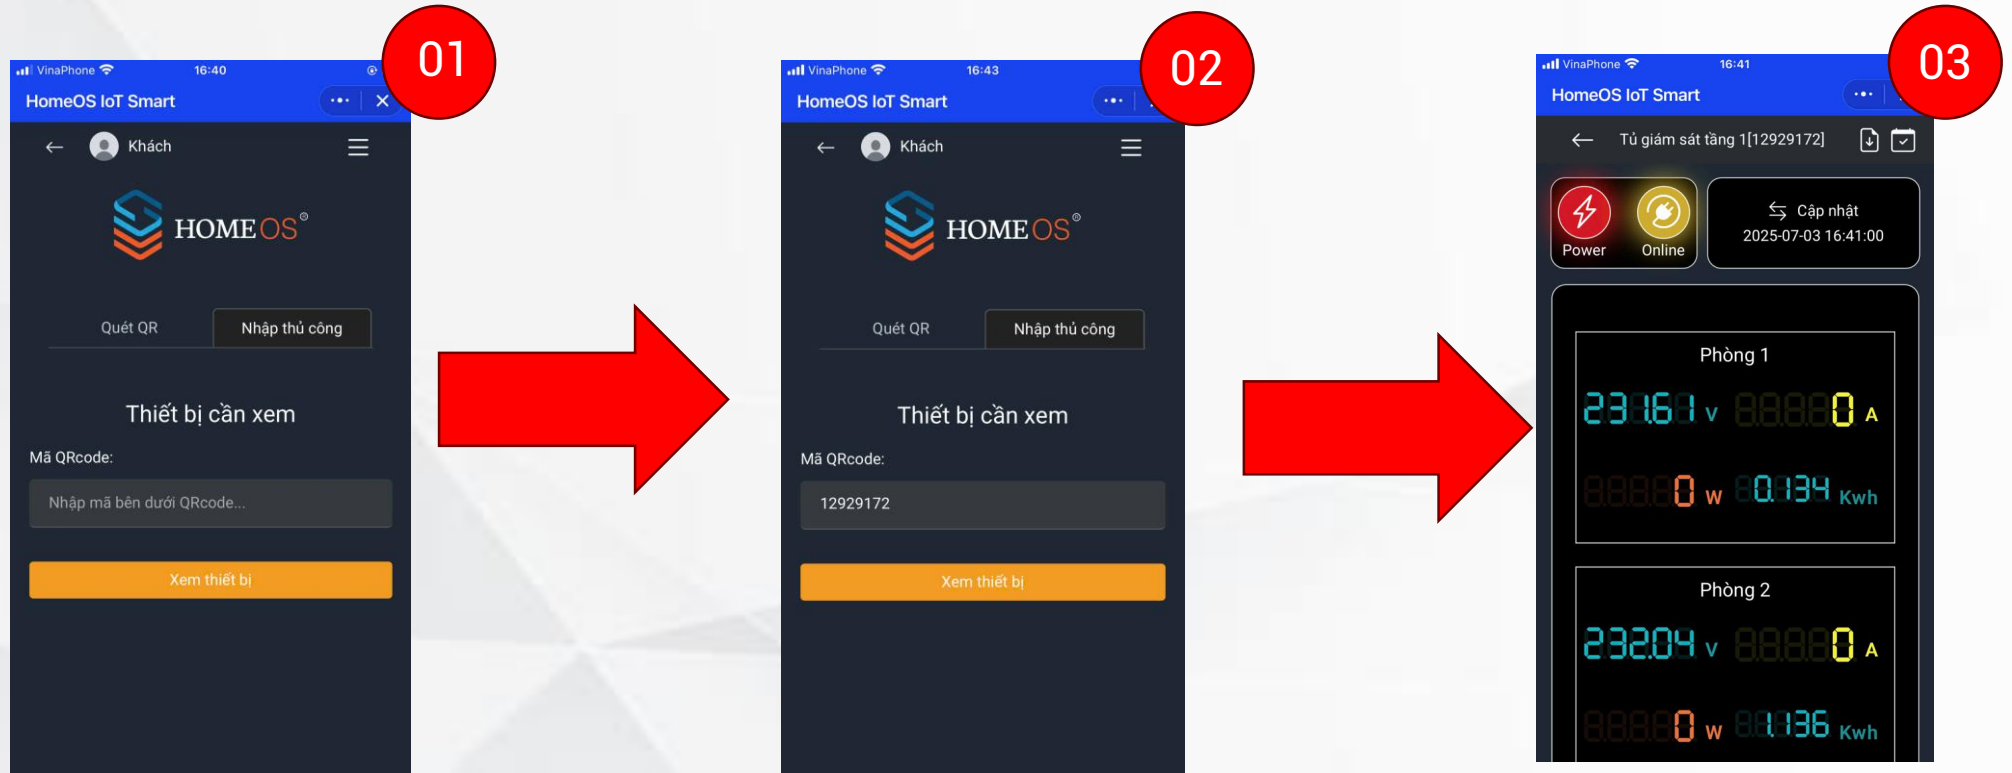 01
VinaPhone 16:40
HomeOS IoT Smart
Khách
HOMEOS®
Quét QR Nhập thủ công
Thiết bị cần xem
Mã QRcode:
Nhập mã bên dưới QRcode...
Xem thiết bị
02
VinaPhone 16:43
HomeOS IoT Smart
Khách
HOMEOS®
Quét QR Nhập thủ công
Thiết bị cần xem
Mã QRcode:
12929172
Xem thiết bị
03
VinaPhone 16:41
HomeOS IoT Smart
Tủ giám sát tầng 1[12929172]
Power Online
Cập nhật
2025-07-03 16:41:00
Phòng 1
231.61 V 0 A
0 W 0.134 Kwh
Phòng 2
232.04 V 0 A
0 W 1.136 Kwh